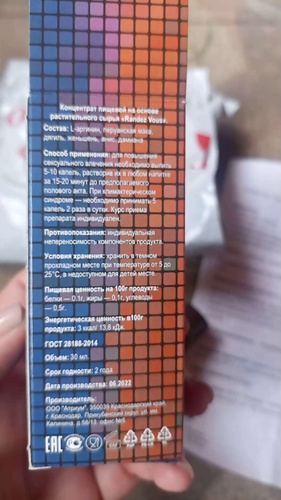 Концентрат пищевой на основе
растительного сырья «Randez Vous».
Состав: L-аргинин, перуанская мака,
дягиль, женьшень, анис, дамиана.
Способ применения: для повышения
сексуального влечения необходимо выпить
5-10 капель, растворив их в любом напитке
за 15-20 минут до предполагаемого
полового акта. При климактерическом
синдроме — необходимо принимать 5
капель 2 раза в сутки. Курс приема
препарата индивидуален.
Противопоказания: индивидуальная
непереносимость компонентов продукта.
Условия хранения: хранить в темном
прохладном месте при температуре от 5 до
25°С, в недоступном для детей месте.
Пищевая ценность на 100г продукта:
белки — 0.1г, жиры — 0,1г, углеводы
— 0,5г.
Энергетическая ценность в100г
продукта: 3 ккал/ 13,8 кДж.
ГОСТ 28188-2014
Объем: 30 мл.
Срок годности: 2 года
Дата производства: 06.2022
Производитель:
ООО "Атриум", 350039 Краснодарский край,
г. Краснодар, Прикубанский округ, им.
Калинина, д.
EAC